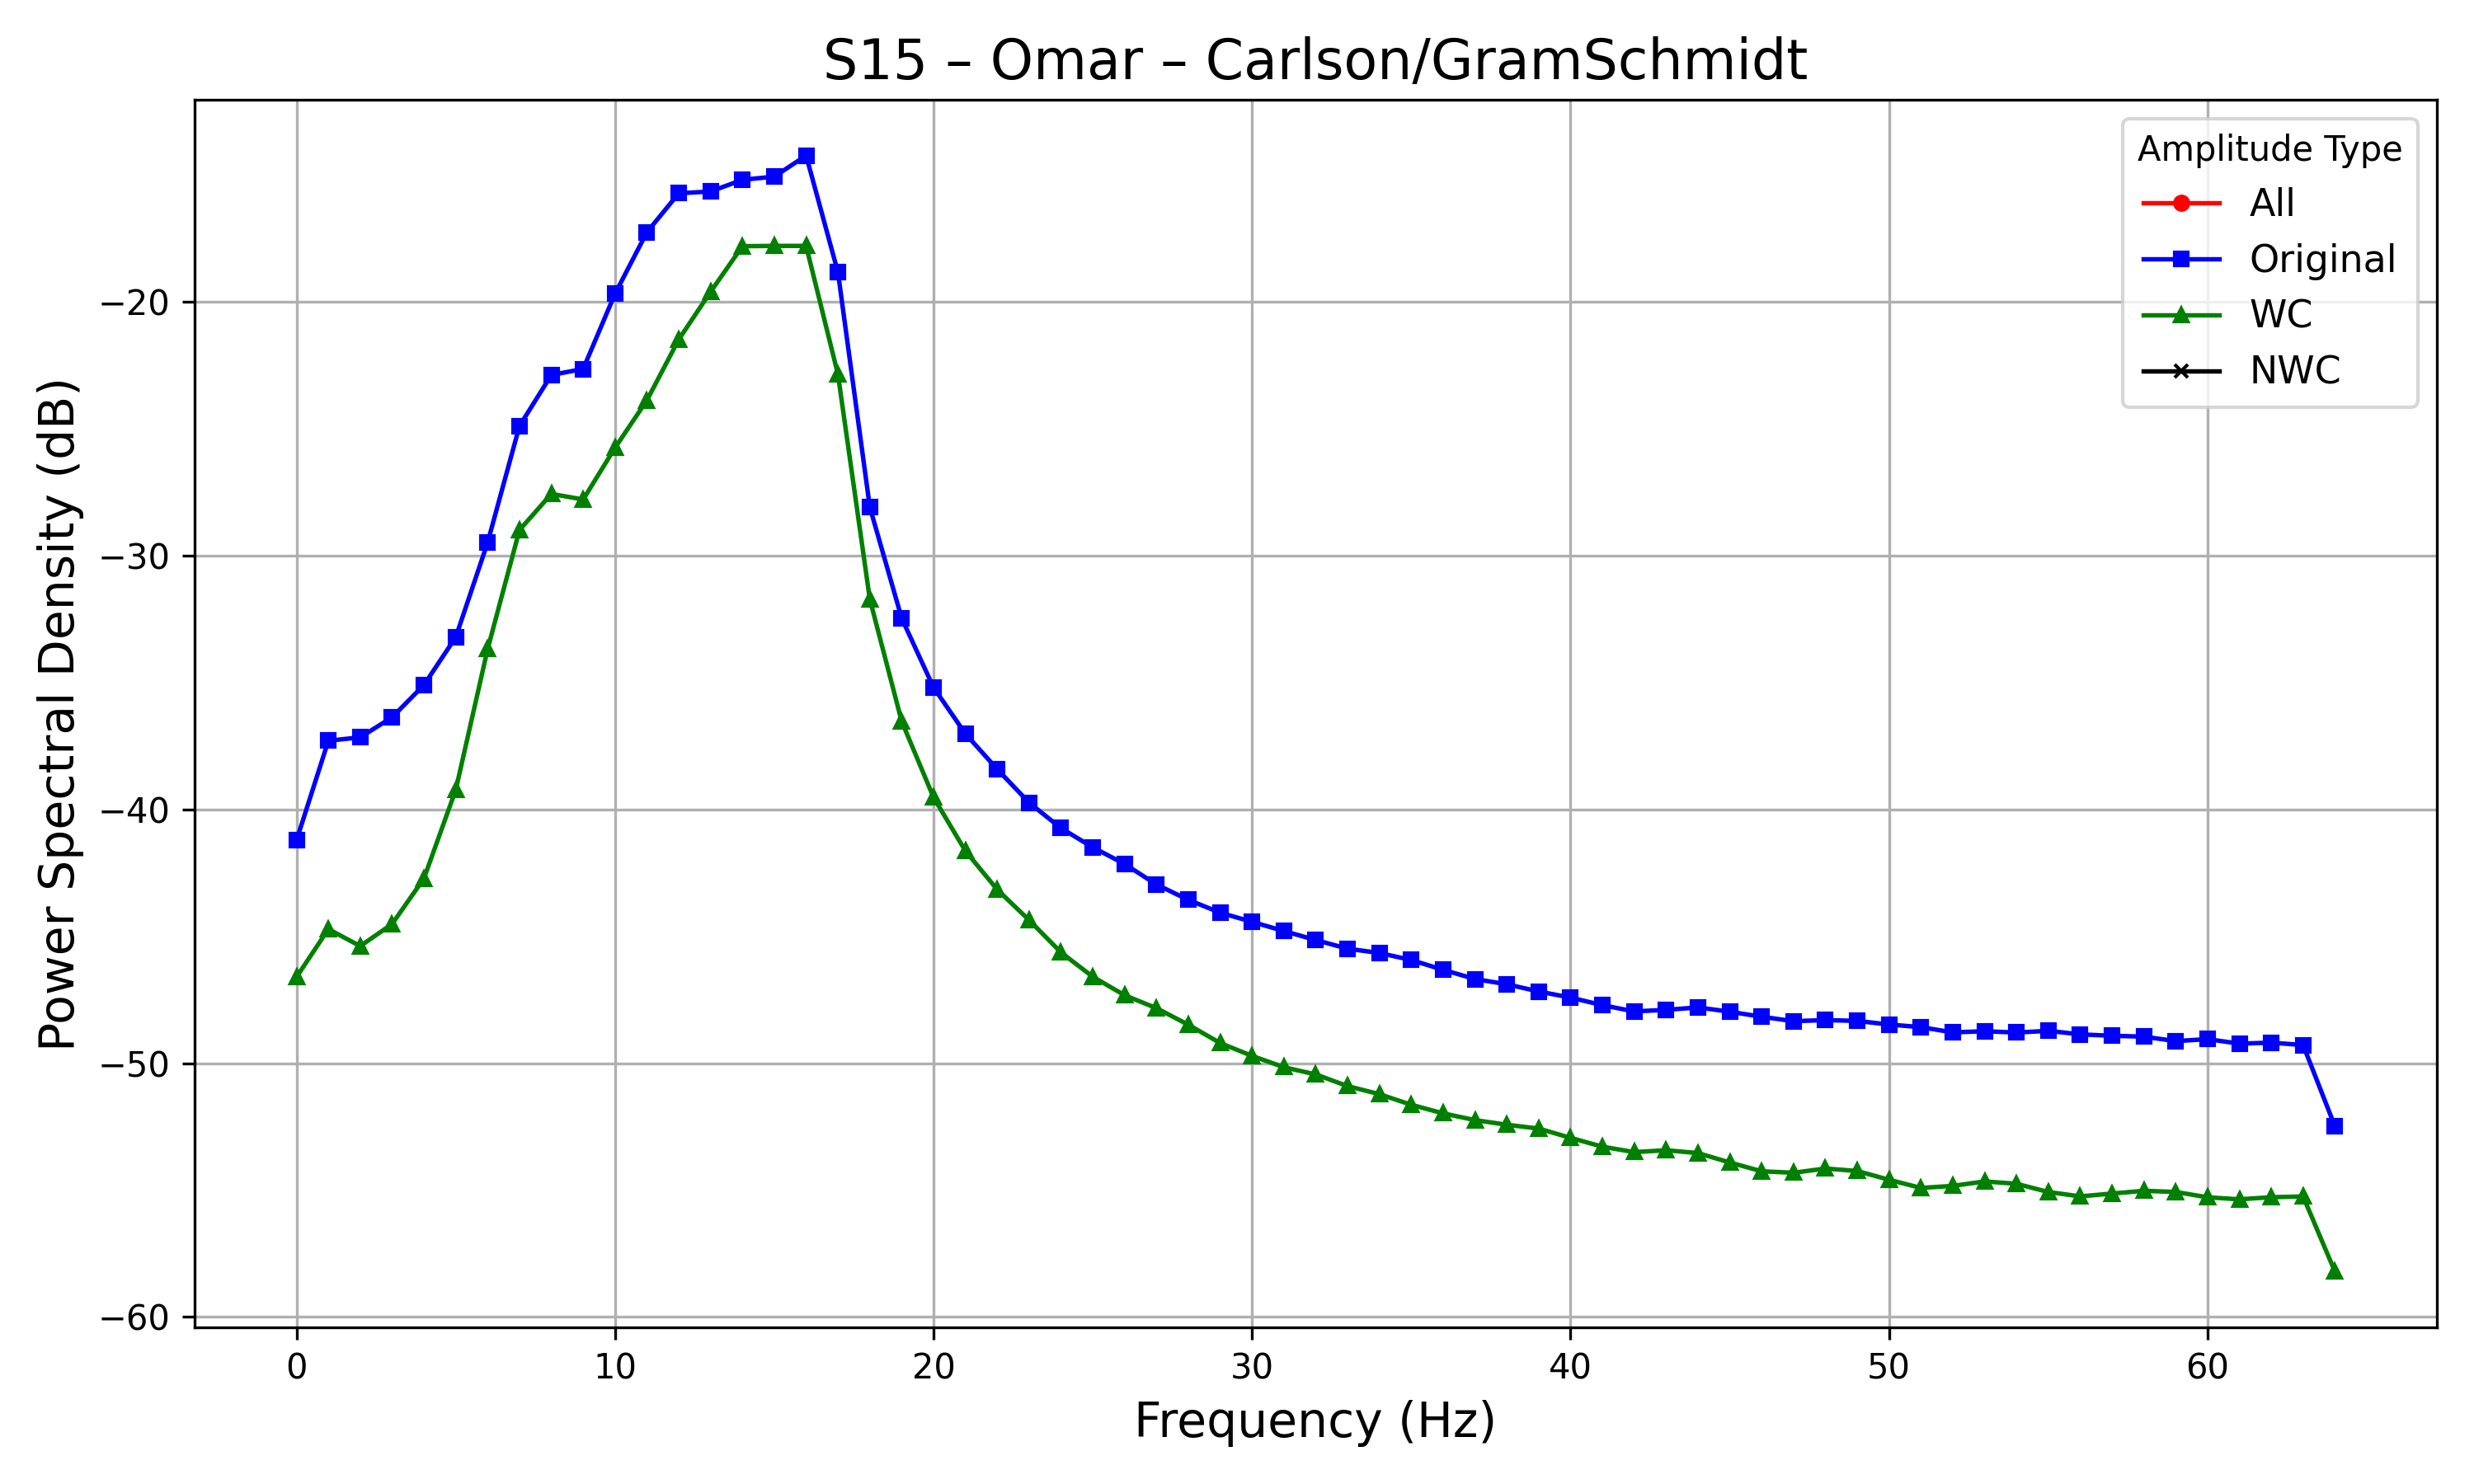 S15 – Omar – Carlson/GramSchmidt
Amplitude Type
All
Original
WC
NWC
Power Spectral Density (dB)
−20
−30
−40
−50
−60
0 10 20 30 40 50 60
Frequency (Hz)